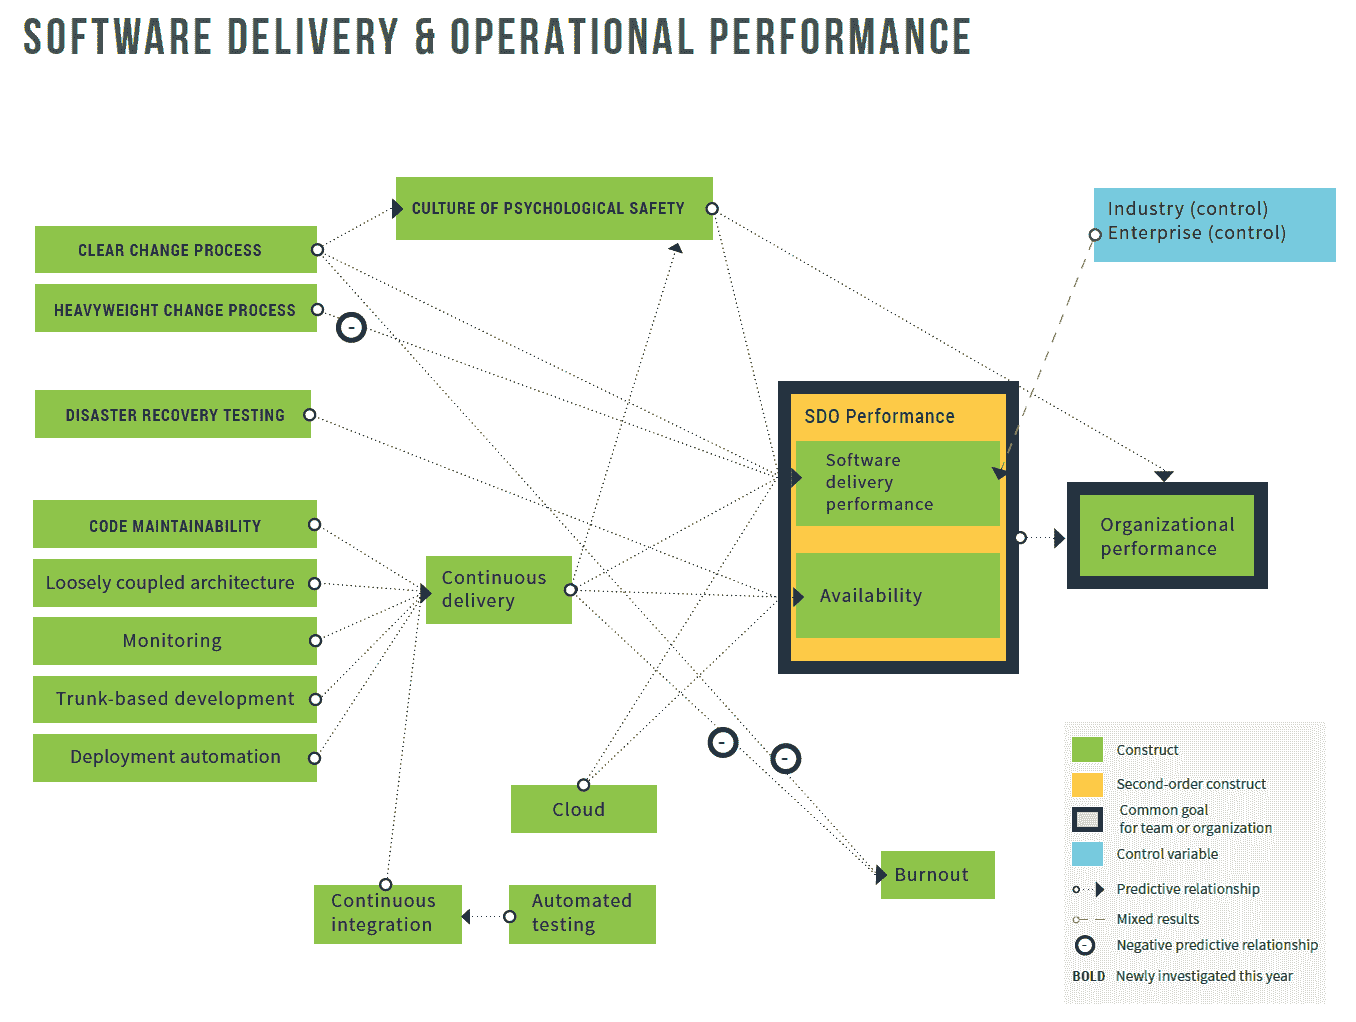 SOFTWARE DELIVERY & OPERATIONAL PERFORMANCE
CULTURE OF PSYCHOLOGICAL SAFETY
Industry (control)
Enterprise (control)
CLEAR CHANGE PROCESS
HEAVYWEIGHT CHANGE PROCESS
-
DISASTER RECOVERY TESTING
SDO Performance
Software
delivery
performance
Organizational
performance
CODE MAINTAINABILITY
Loosely coupled architecture
Monitoring
Trunk-based development
Deployment automation
Continuous
delivery
Availability
-
-
Cloud
Burnout
Continuous
integration
Automated
testing
Construct
Second-order construct
Common goal
for team or organization
Control variable
Predictive relationship
Mixed results
- Negative predictive relationship
BOLD Newly investigated this year